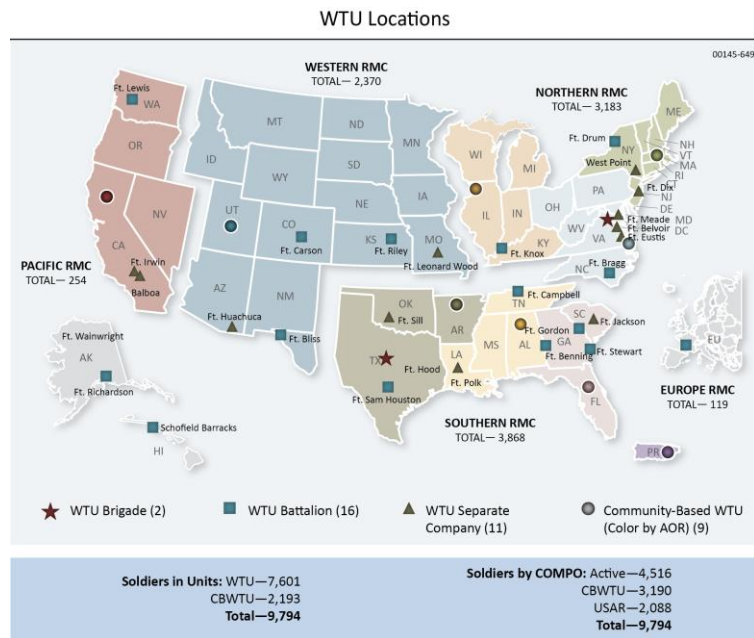 WTU Locations
00145-649
WESTERN RMC
TOTAL— 2,370
NORTHERN RMC
TOTAL— 3,183
Ft. Lewis
WA
MT
ND
MN
ME
OR
ID
SD
WI
Ft. Drum
NY
NH
VT
MA
RI
CT
West Point
WY
MI
Ft. Dix
NJ
IA
PA
DE
NV
NE
OH
Ft. Meade
MD
UT
IL
IN
WV
Ft. Belvoir
DC
CO
VA
Ft. Eustis
CA
KS
MO
KY
Ft. Carson
Ft. Riley
Ft. Knox
Ft. Irwin
Ft. Leonard Wood
PACIFIC RMC
TOTAL— 254
Balboa
NC
Ft. Bragg
AZ
NM
OK
TN
Ft. Campbell
Ft. Huachuca
Ft. Sill
AR
SC
Ft. Jackson
Ft. Wainwright
Ft. Bliss
MS
AL
Ft. Gordon
GA
EU
AK
TX
LA
Ft. Benning
Ft. Stewart
Ft. Hood
Ft. Richardson
Ft. Polk
EUROPE RMC
TOTAL— 119
Ft. Sam Houston
FL
SOUTHERN RMC
TOTAL— 3,868
Schofield Barracks
HI
PR
WTU Brigade (2)
WTU Battalion (16)
WTU Separate
Company (11)
Community-Based WTU
(Color by AOR) (9)
Soldiers in Units: WTU—7,601
CBWTU—2,193
Total—9,794
Soldiers by COMPO: Active—4,516
CBWTU—3,190
USAR—2,088
Total—9,794